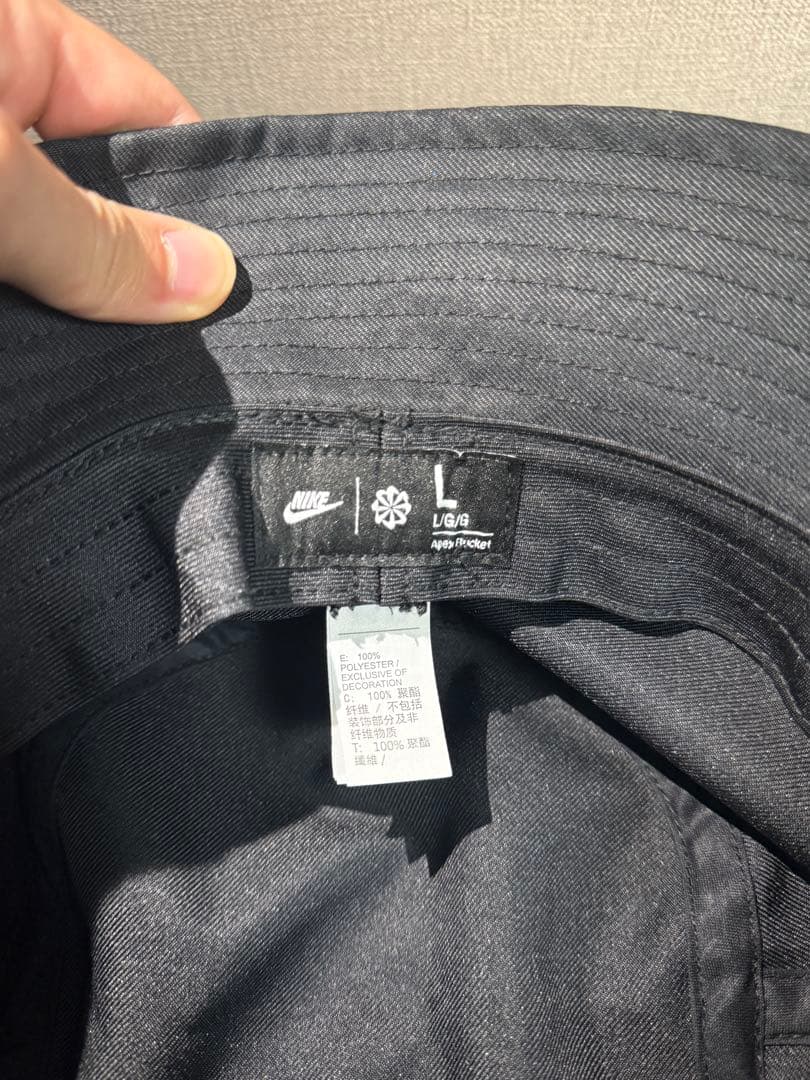 NIKE
L
L/G/G
Apex Bucket
E: 100%
POLYESTER /
EXCLUSIVE OF
DECORATION
C: 100% 聚酯
纤维 / 不包括
装饰部分及非
纤维物质
T: 100% 聚酯
纖維 /